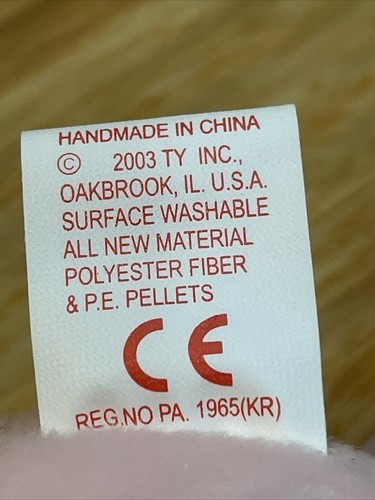 HANDMADE IN CHINA
© 2003 TY INC.,
OAKBROOK, IL. U.S.A.
SURFACE WASHABLE
ALL NEW MATERIAL
POLYESTER FIBER
& P.E. PELLETS
CE
REG.NO PA. 1965(KR)